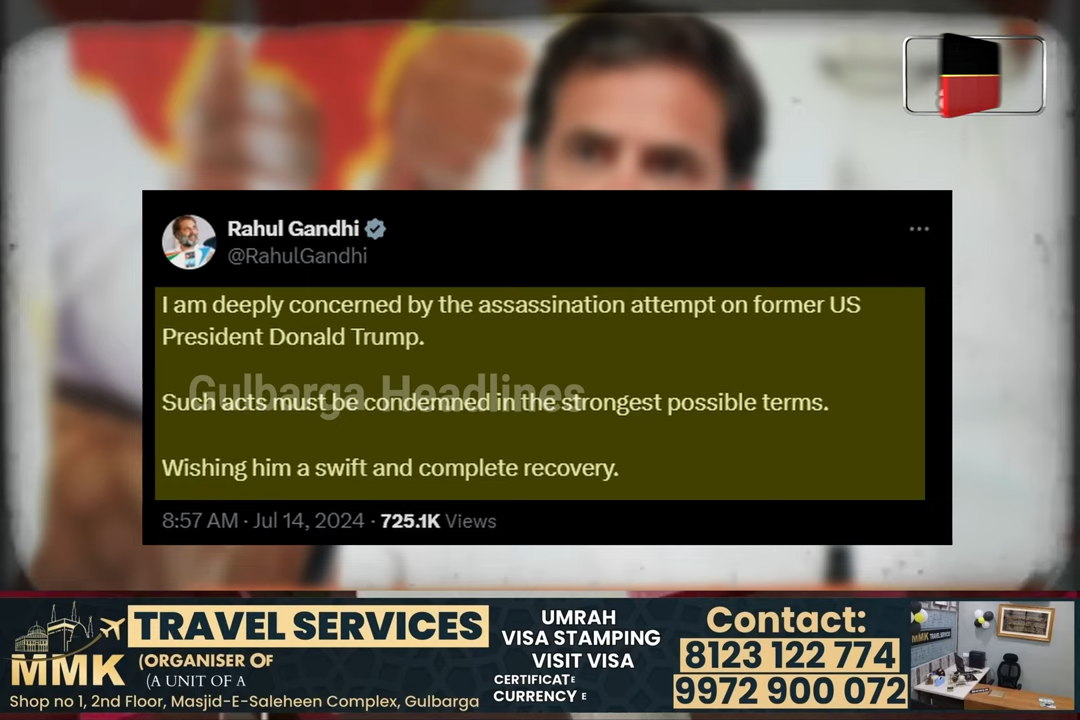 Rahul Gandhi
@RahulGandhi
I am deeply concerned by the assassination attempt on former US
President Donald Trump.
Gulbarga Headlines
Such acts must be condemned in the strongest possible terms.
Wishing him a swift and complete recovery.
8:57 AM · Jul 14, 2024 · 725.1K Views
MMK
TRAVEL SERVICES
(ORGANISER OF
(A UNIT OF A
Shop no 1, 2nd Floor, Masjid-E-Saleheen Complex, Gulbarga
UMRAH
VISA STAMPING
VISIT VISA
CERTIFICATE
CURRENCY E
Contact:
8123 122 774
9972 900 072
MMK TRAVEL SERVICES